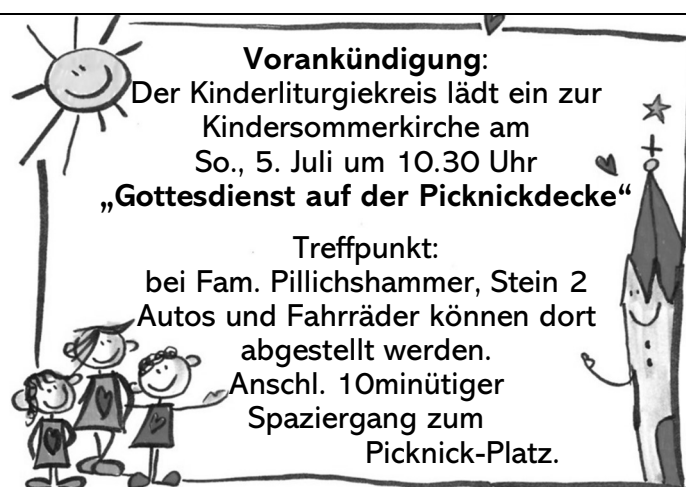 Vorankündigung:
Der Kinderliturgiekreis lädt ein zur
Kindersommerkirche am
So., 5. Juli um 10.30 Uhr
„Gottesdienst auf der Picknickdecke“
Treffpunkt:
bei Fam. Pillichshammer, Stein 2
Autos und Fahrräder können dort
abgestellt werden.
Anschl. 10minütiger
Spaziergang zum
Picknick-Platz.